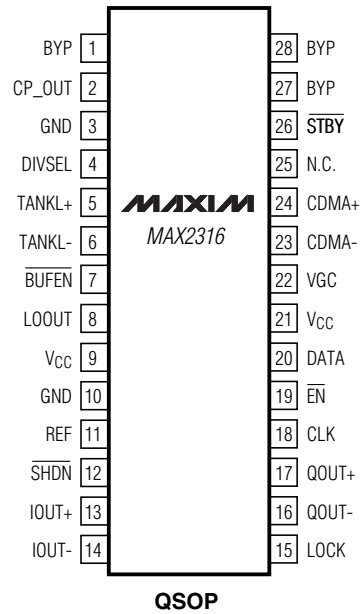 BYP 1 28 BYP
CP_OUT 2 27 BYP
GND 3 26 STBY
DIVSEL 4 25 N.C.
TANKL+ 5 MAXIM 24 CDMA+
TANKL- 6 MAX2316 23 CDMA-
BUFEN 7 22 VGC
LOOUT 8 21 VCC
VCC 9 20 DATA
GND 10 19 EN
REF 11 18 CLK
SHDN 12 17 QOUT+
IOUT+ 13 16 QOUT-
IOUT- 14 15 LOCK
QSOP